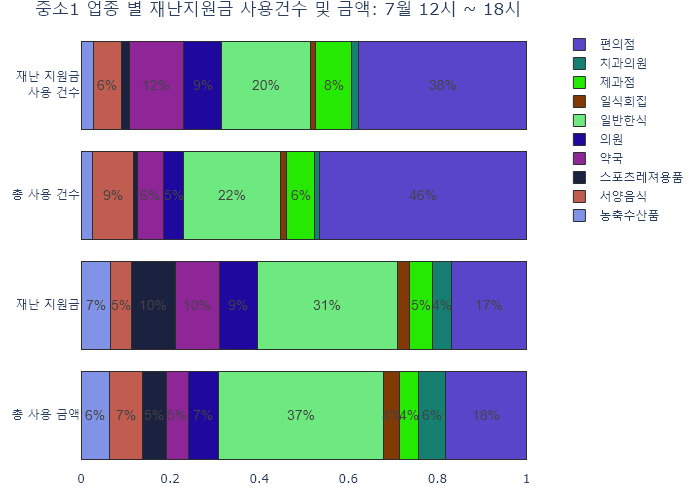 중소1 업종 별 재난지원금 사용건수 및 금액: 7월 12시 ~ 18시
재난 지원금
사용 건수
6%
12%
9%
20%
8%
38%
총 사용 건수
9%
6%
5%
22%
6%
46%
재난 지원금
7%
5%
10%
10%
9%
31%
5%
4%
17%
총 사용 금액
6%
7%
5%
5%
7%
37%
4%
6%
18%
0
0.2
0.4
0.6
0.8
1
편의점
치과의원
제과점
일식회집
일반한식
의원
약국
스포츠레져용품
서양음식
농축수산품